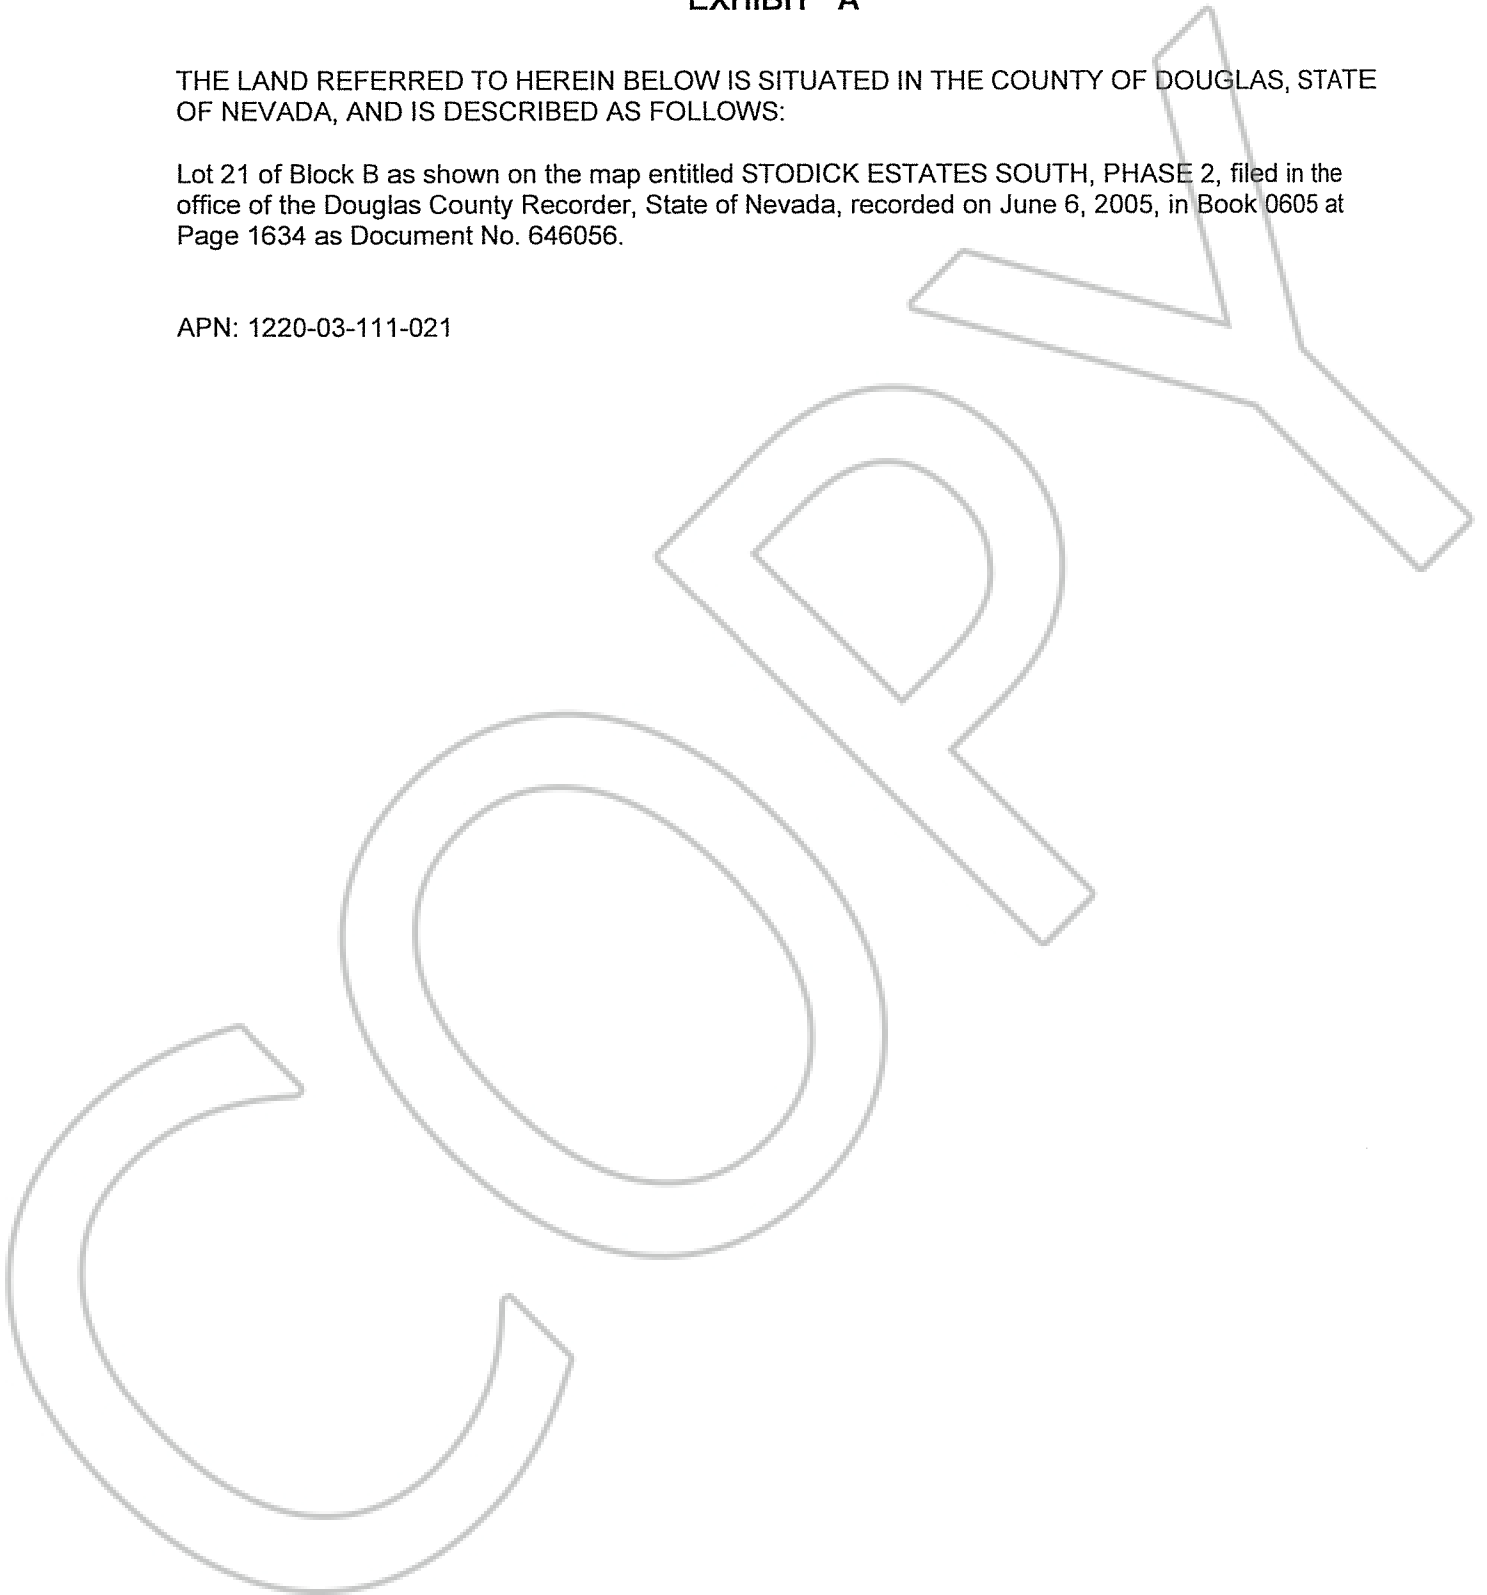 EXHIBIT "A"
THE LAND REFERRED TO HEREIN BELOW IS SITUATED IN THE COUNTY OF DOUGLAS, STATE
OF NEVADA, AND IS DESCRIBED AS FOLLOWS:
Lot 21 of Block B as shown on the map entitled STODICK ESTATES SOUTH, PHASE 2, filed in the
office of the Douglas County Recorder, State of Nevada, recorded on June 6, 2005, in Book 0605 at
Page 1634 as Document No. 646056.
APN: 1220-03-111-021
COPY